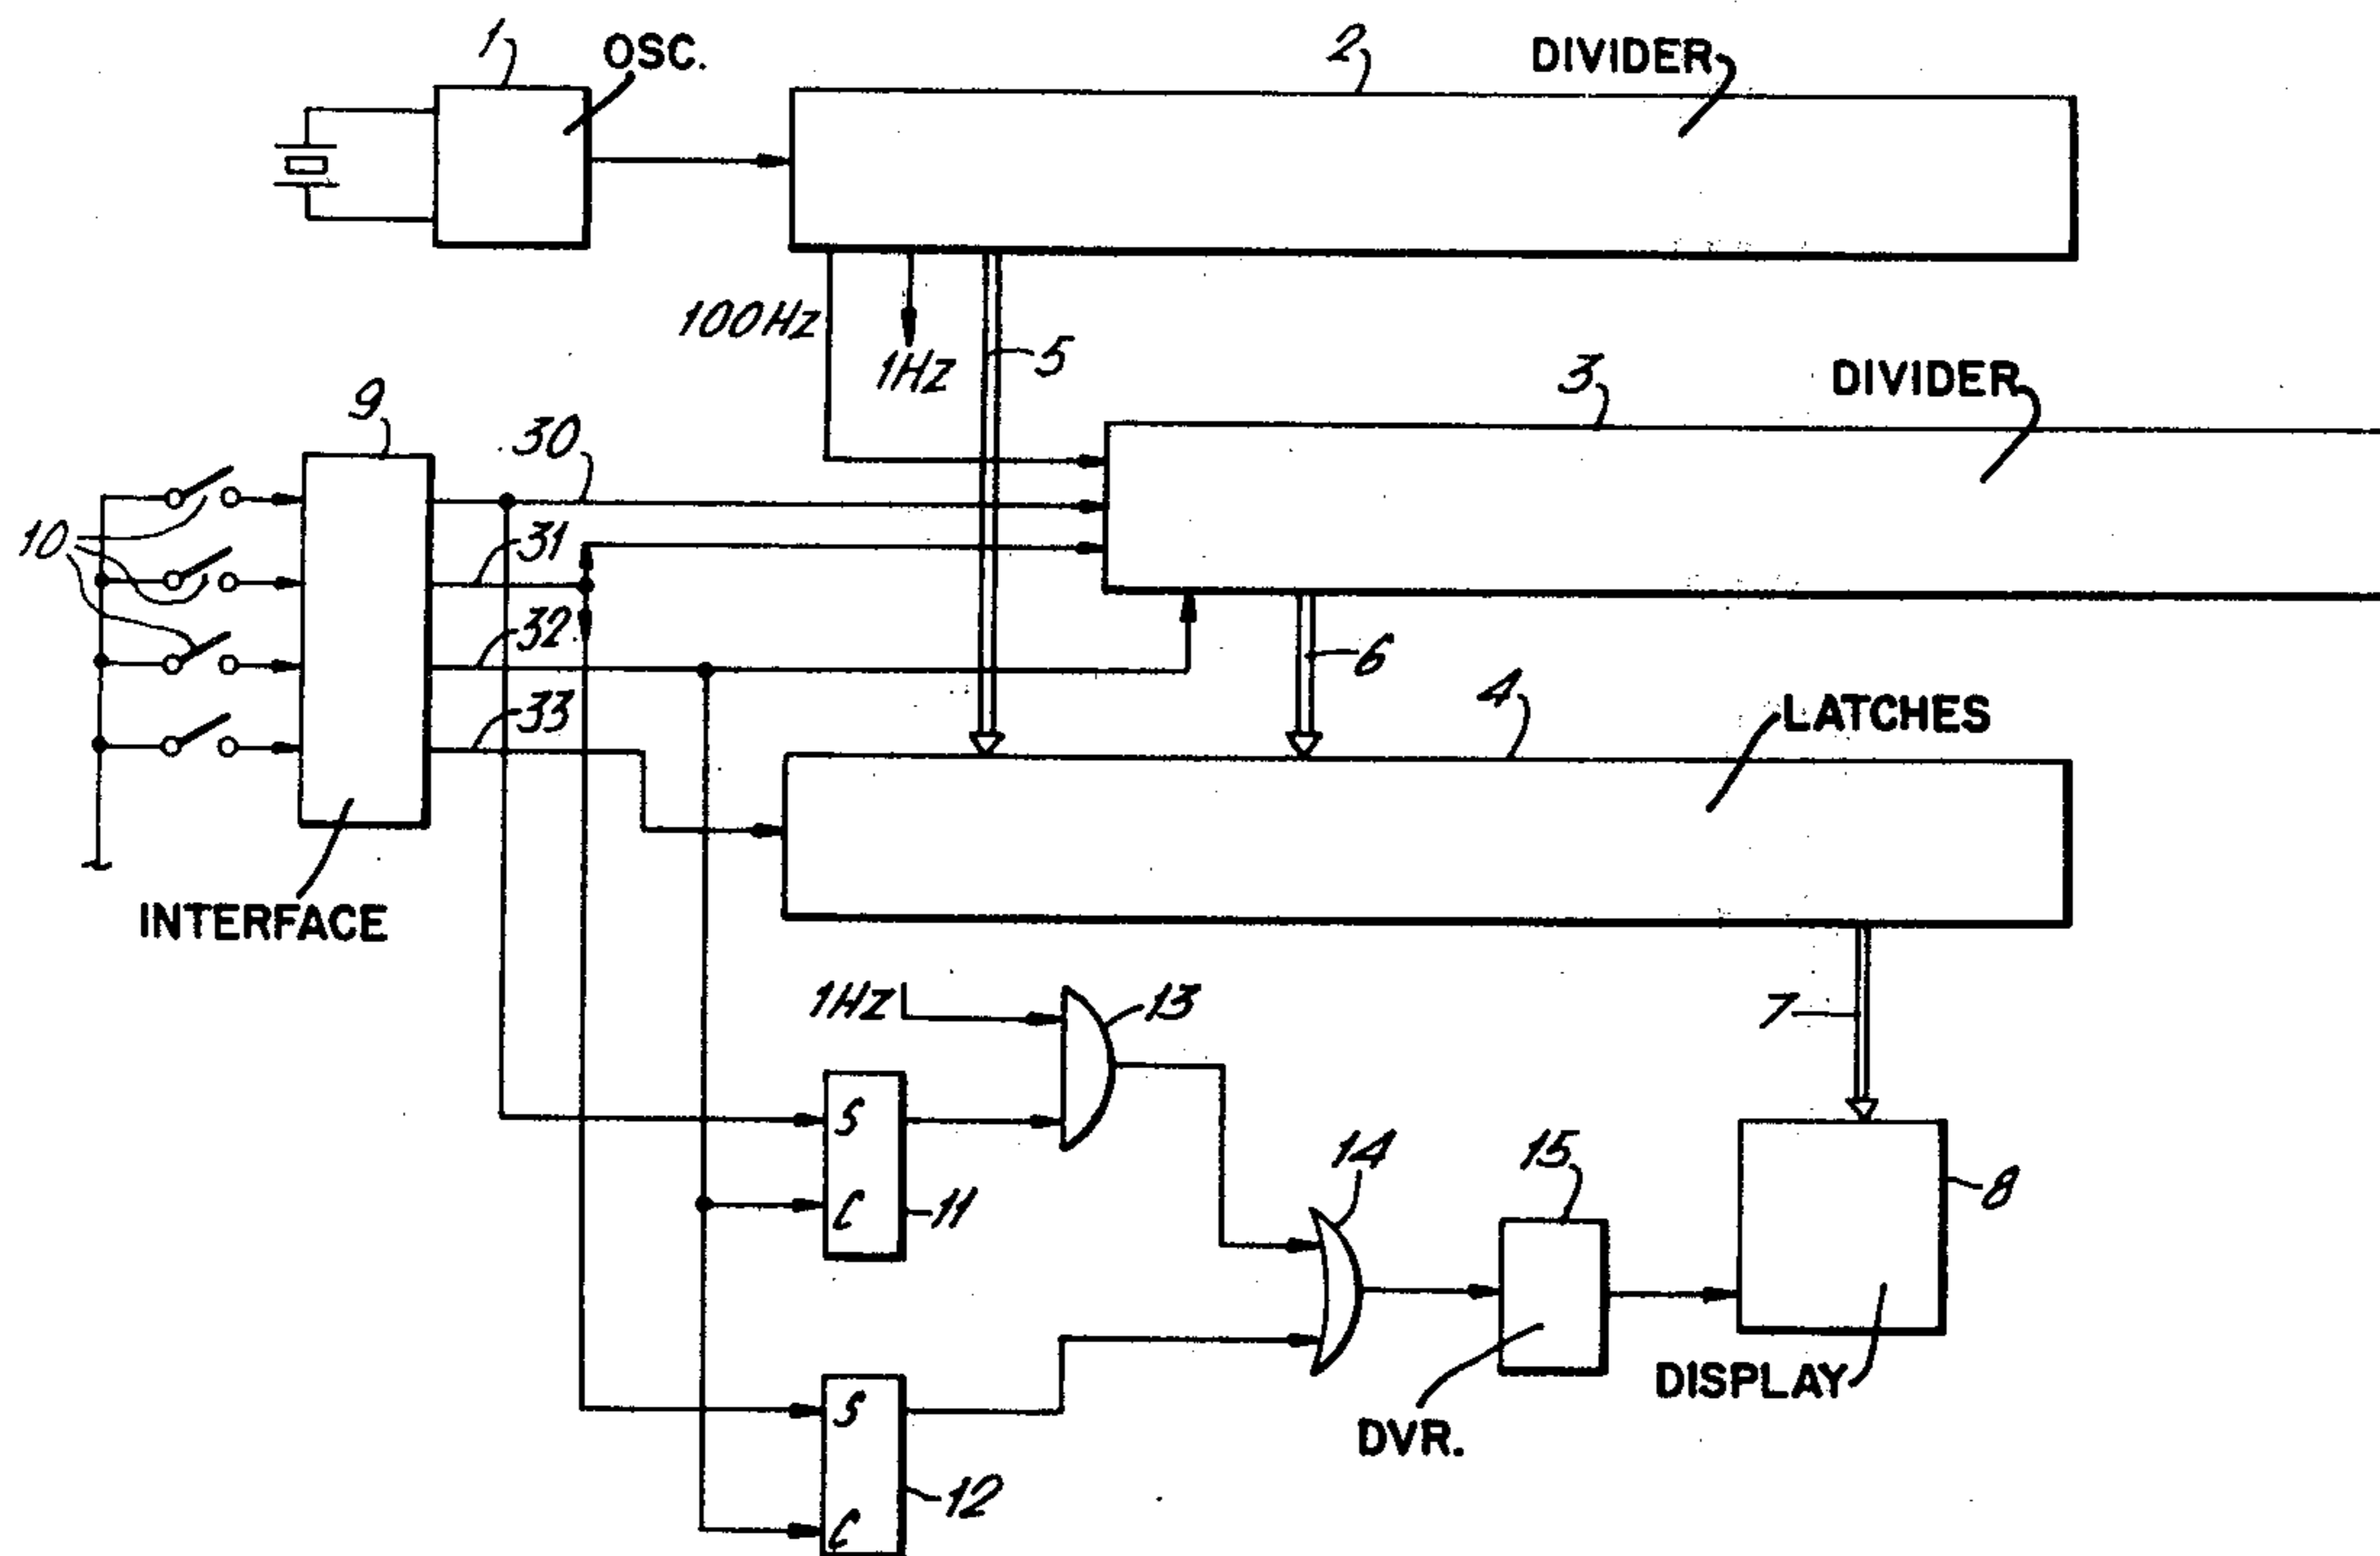 1
OSC.
2
DIVIDER
100HZ
1HZ
5
3
DIVIDER
9
30
10
31
32
33
6
4
LATCHES
INTERFACE
1HZ
13
7
S
C
11
14
15
8
S
C
12
DVR.
DISPLAY